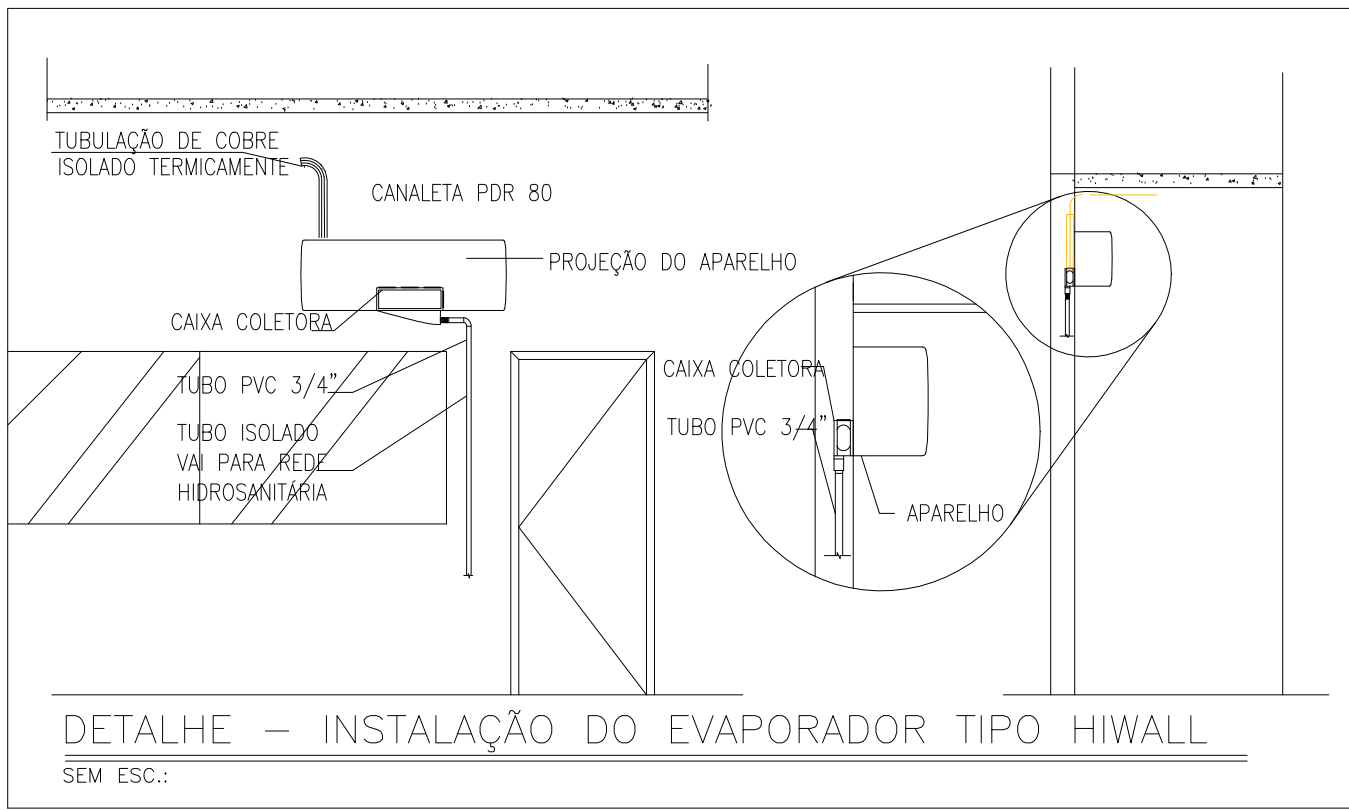 TUBULAÇÃO DE COBRE
ISOLADO TERMICAMENTE
CANALETA PDR 80
PROJEÇÃO DO APARELHO
CAIXA COLETORA
TUBO PVC 3/4"
TUBO ISOLADO
VAI PARA REDE
HIDROSANITÁRIA
CAIXA COLETORA
TUBO PVC 3/4"
APARELHO
DETALHE – INSTALAÇÃO DO EVAPORADOR TIPO HIWALL
SEM ESC.: